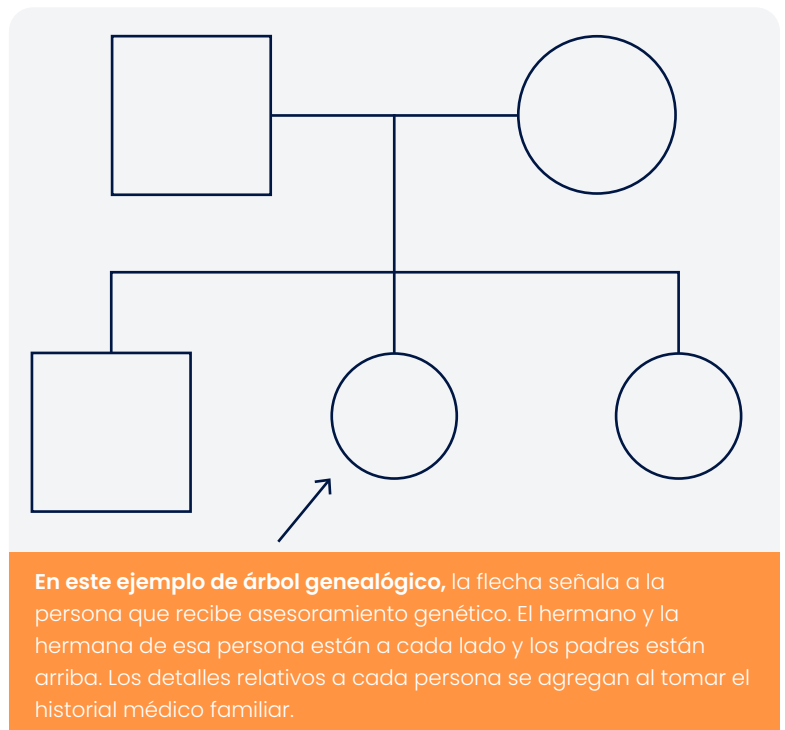 En este ejemplo de árbol genealógico, la flecha señala a la
persona que recibe asesoramiento genético. El hermano y la
hermana de esa persona están a cada lado y los padres están
arriba. Los detalles relativos a cada persona se agregan al tomar el
historial médico familiar.